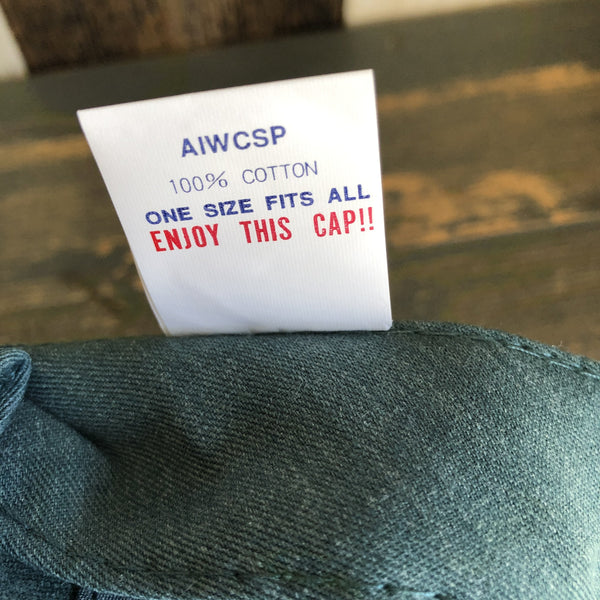 AIWCSP
100% COTTON
ONE SIZE FITS ALL
ENJOY THIS CAP!!